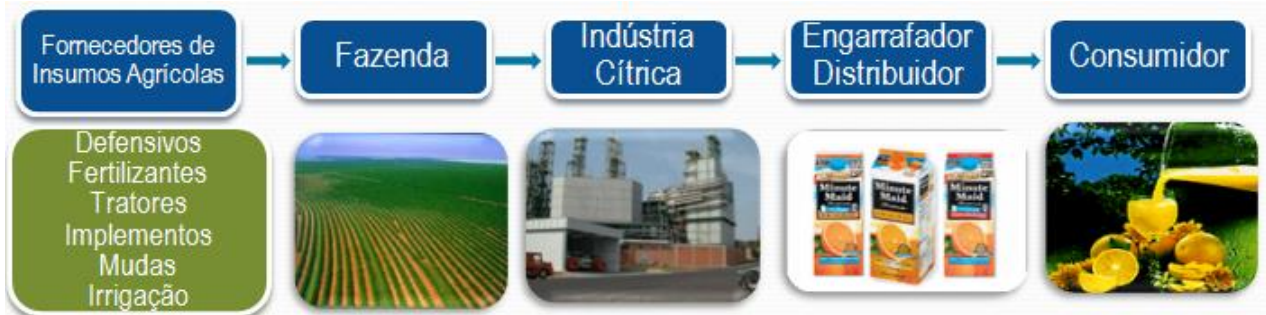 Fornecedores de
Insumos Agrícolas
Fazenda
Indústria
Cítrica
Engarrafador
Distribuidor
Consumidor
Defensivos
Fertilizantes
Tratores
Implementos
Mudas
Irrigação
Minute
Maid
Minute
Maid
Minute
Maid